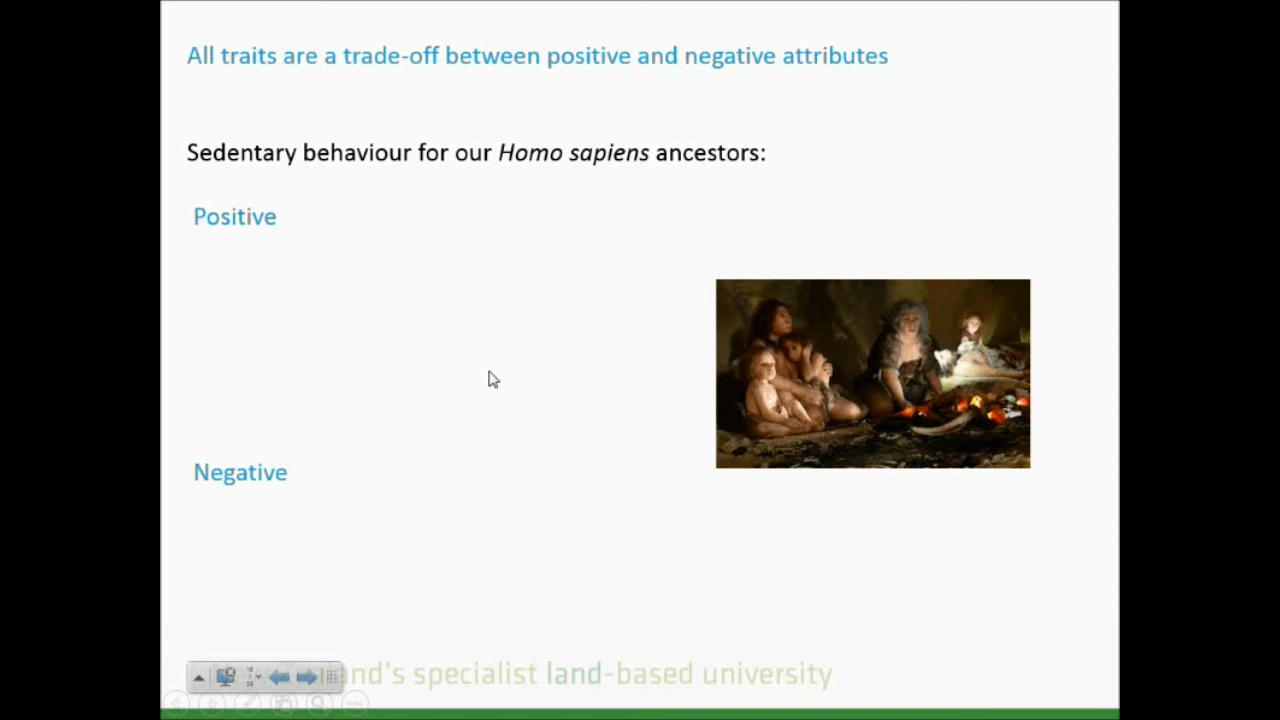 All traits are a trade-off between positive and negative attributes
Sedentary behaviour for our Homo sapiens ancestors:
Positive
Negative
specialist land-based university